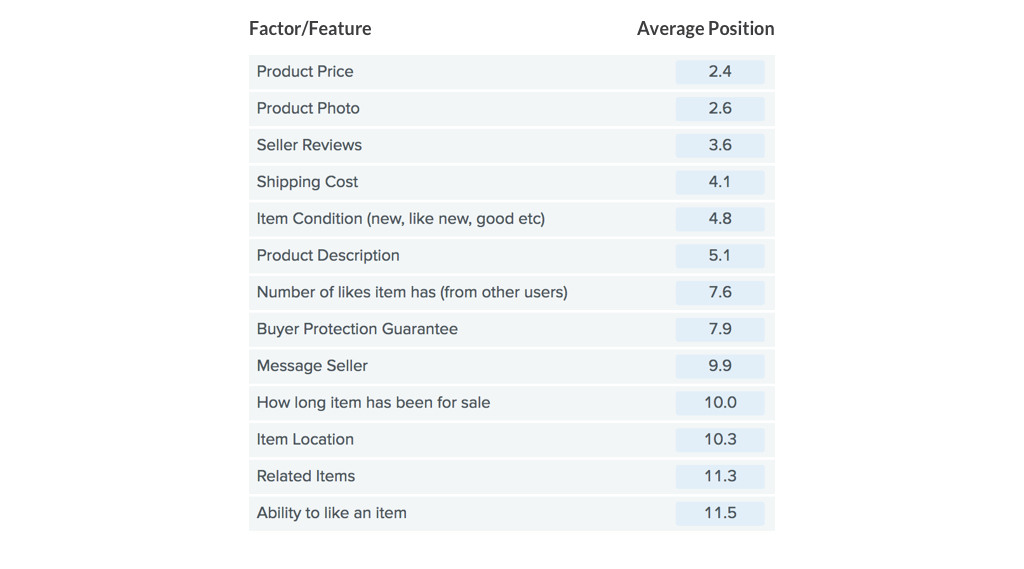 Factor/Feature Average Position
Product Price 2.4
Product Photo 2.6
Seller Reviews 3.6
Shipping Cost 4.1
Item Condition (new, like new, good etc) 4.8
Product Description 5.1
Number of likes item has (from other users) 7.6
Buyer Protection Guarantee 7.9
Message Seller 9.9
How long item has been for sale 10.0
Item Location 10.3
Related Items 11.3
Ability to like an item 11.5